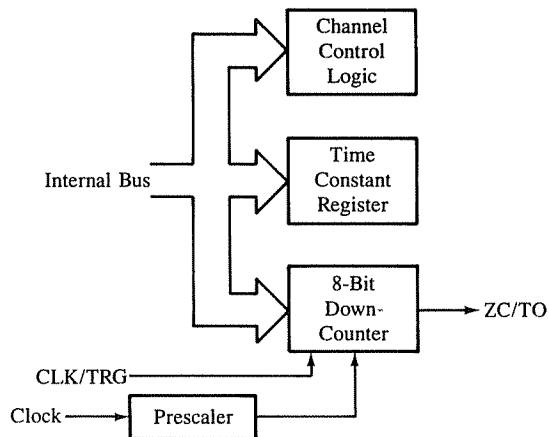 Channel
Control
Logic
Internal Bus
Time
Constant
Register
8-Bit
Down-
Counter
ZC/TO
CLK/TRG
Clock
Prescaler